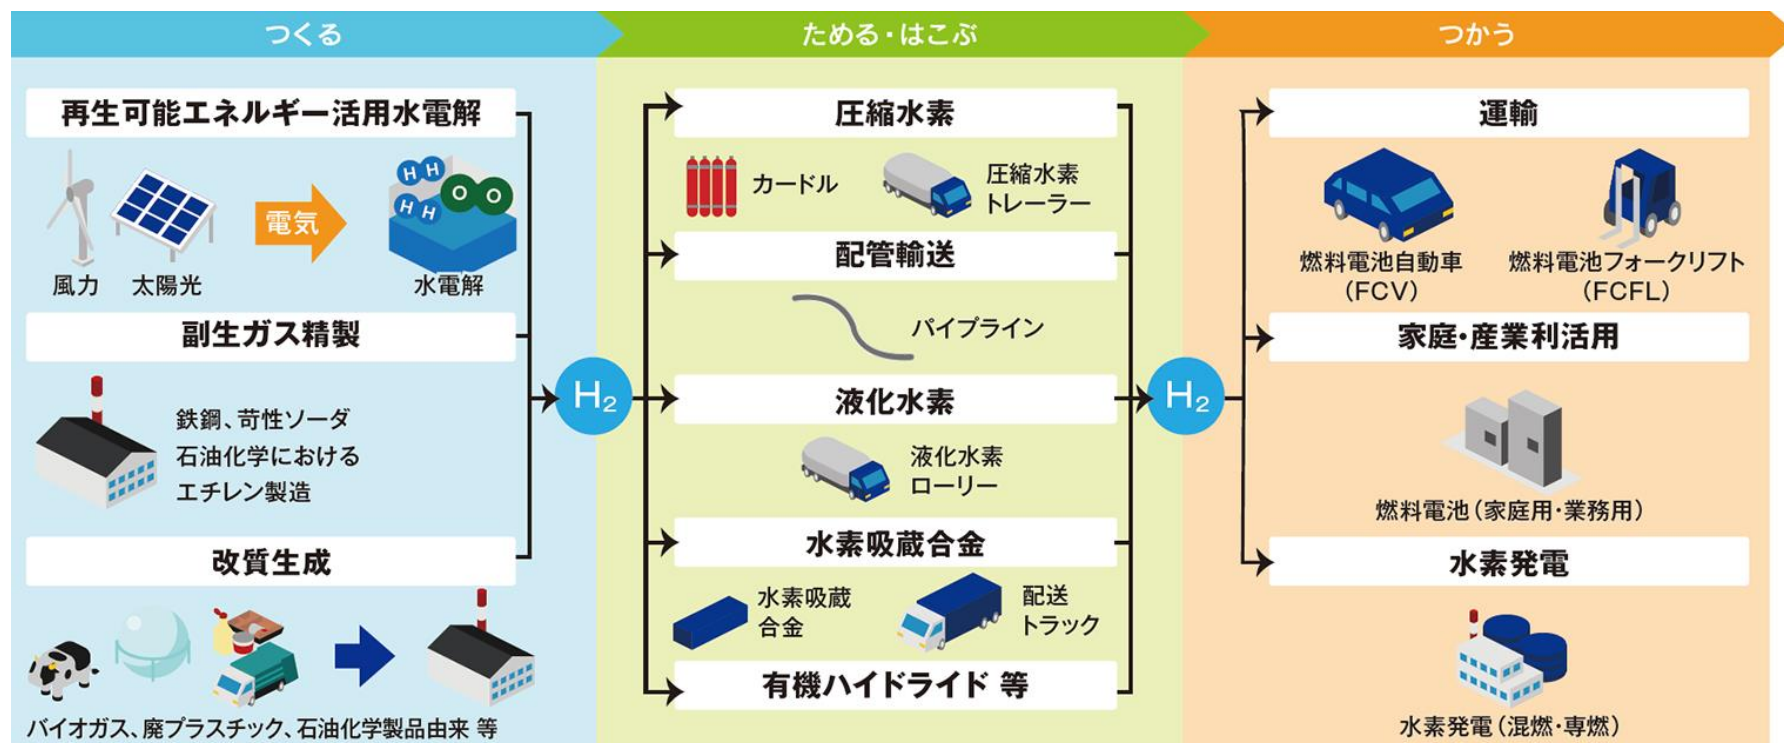 つくる
再生可能エネルギー活用水電解
電気
H H
O O
H H
風力
太陽光
水電解
副生ガス精製
鉄鋼、苛性ソーダ
石油化学における
エチレン製造
改質生成
バイオガス、廃プラスチック、石油化学製品由来 等
H₂
ためる・はこぶ
圧縮水素
カードル
圧縮水素
トレーラー
配管輸送
パイプライン
液化水素
液化水素
ローリー
水素吸蔵合金
水素吸蔵
合金
配送
トラック
有機ハイドライド 等
H₂
つかう
運輸
燃料電池自動車
(FCV)
燃料電池フォークリフト
(FCFL)
家庭・産業利活用
燃料電池(家庭用・業務用)
水素発電
水素発電(混燃・専燃)